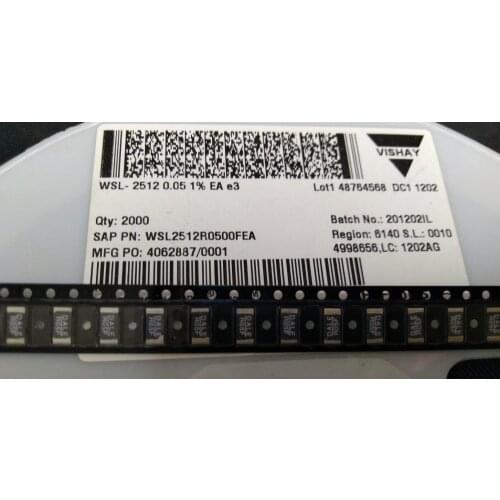 VISHAY
WSL- 2512 0.05 1% EA e3 Lot1 48764568 DC1 1202
Qty: 2000 Batch No.: 201202IL
SAP PN: WSL2512R0500FEA Region: 6140 S.L.: 0010
MFG PO: 4062887/0001 4998656,LC: 1202AG